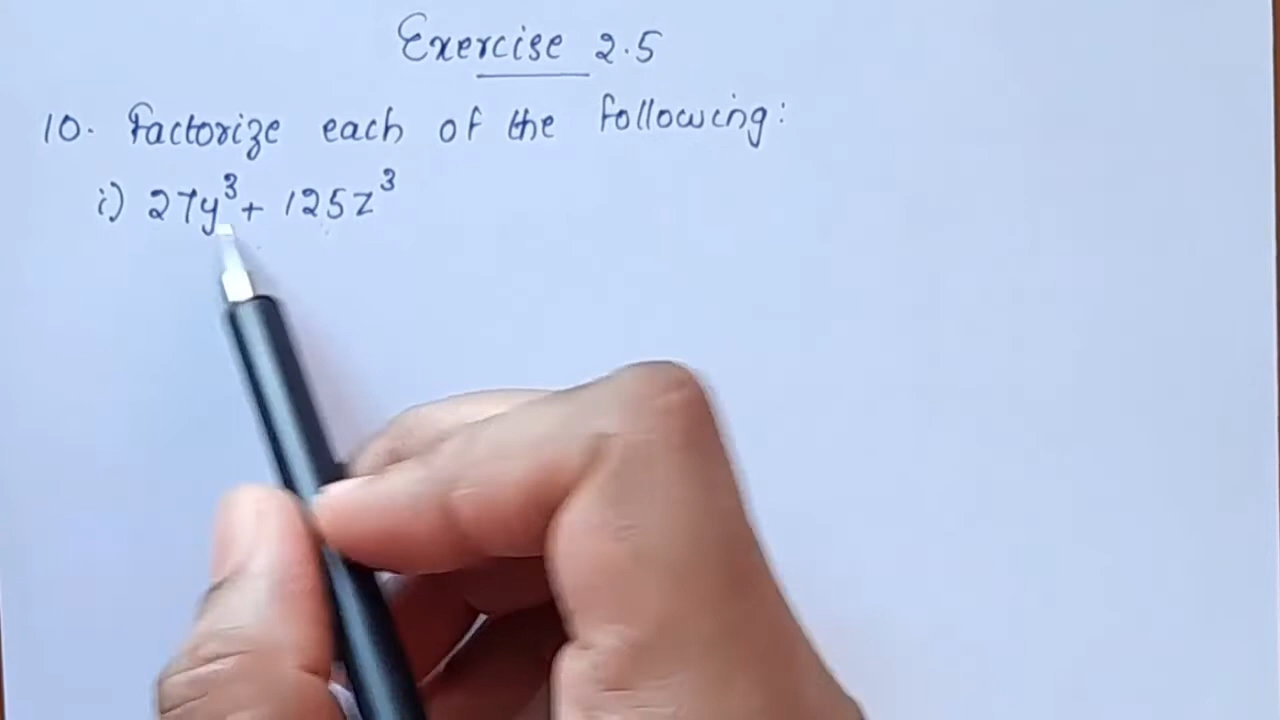 Exercise 2.5
10. Factorize each of the following:
i) 27y³ + 125z³